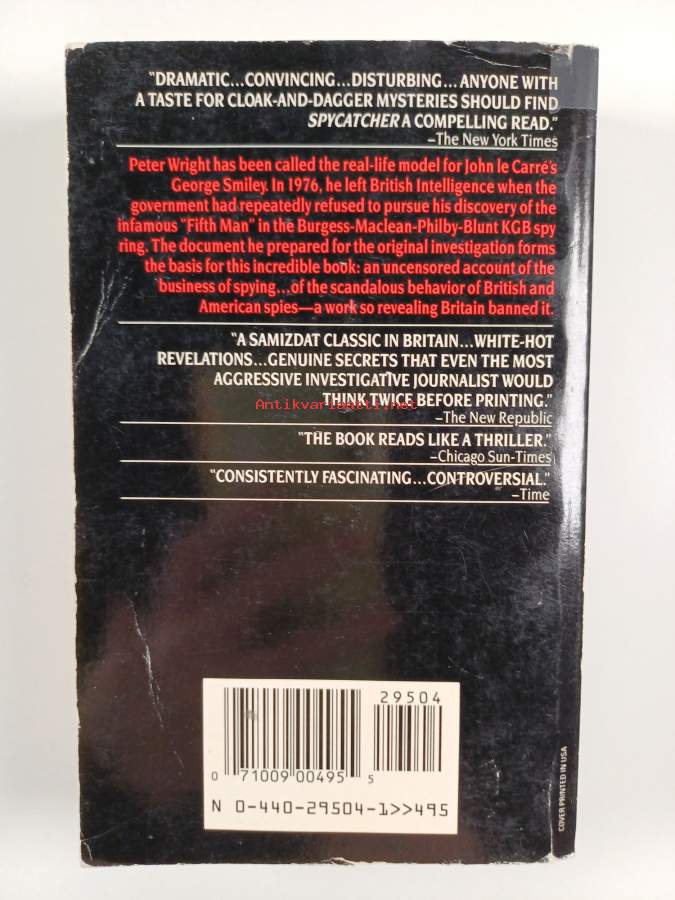 "DRAMATIC...CONVINCING...DISTURBING...ANYONE WITH
A TASTE FOR CLOAK-AND-DAGGER MYSTERIES SHOULD FIND
SPYCATCHER A COMPELLING READ."
–The New York Times
Peter Wright has been called the real-life model for John le Carré's
George Smiley. In 1976, he left British Intelligence when the
government had repeatedly refused to pursue his discovery of the
infamous "Fifth Man" in the Burgess-Maclean-Philby-Blunt KGB spy
ring. The document he prepared for the original investigation forms
the basis for this incredible book: an uncensored account of the
business of spying...of the scandalous behavior of British and
American spies—a work so revealing Britain banned it.
"A SAMIZDAT CLASSIC IN BRITAIN...WHITE-HOT
REVELATIONS...GENUINE SECRETS THAT EVEN THE MOST
AGGRESSIVE INVESTIGATIVE JOURNALIST WOULD
THINK TWICE BEFORE PRINTING."
Antikvariaatti.net
–The New Republic
"THE BOOK READS LIKE A THRILLER."
–Chicago Sun-Times
"CONSISTENTLY FASCINATING...CONTROVERSIAL."
–Time
29504
0 71009 00495 5
N 0-440-29504-1>>495
COVER PRINTED IN USA